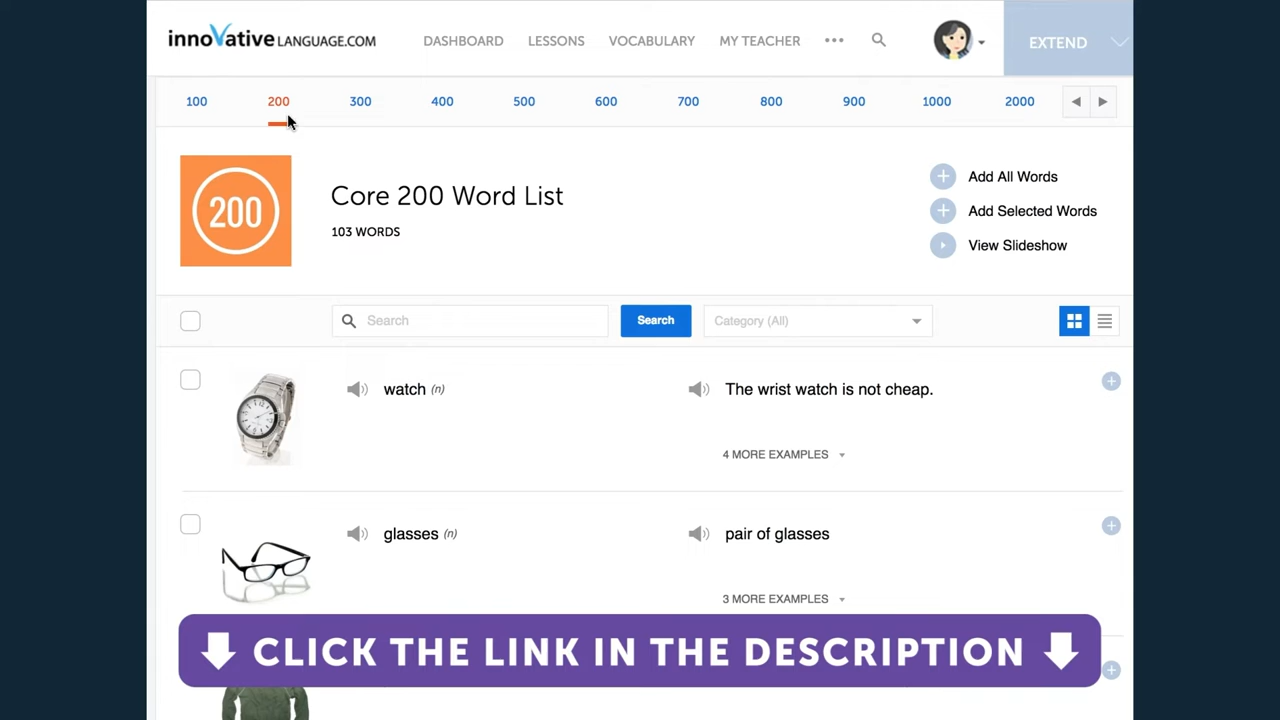 innoVative LANGUAGE.COM
DASHBOARD LESSONS VOCABULARY MY TEACHER EXTEND
100 200 300 400 500 600 700 800 900 1000 2000
200
Core 200 Word List
103 WORDS
Add All Words
Add Selected Words
View Slideshow
Search Search Category (All)
watch (n) The wrist watch is not cheap.
4 MORE EXAMPLES
glasses (n) pair of glasses
3 MORE EXAMPLES
CLICK THE LINK IN THE DESCRIPTION